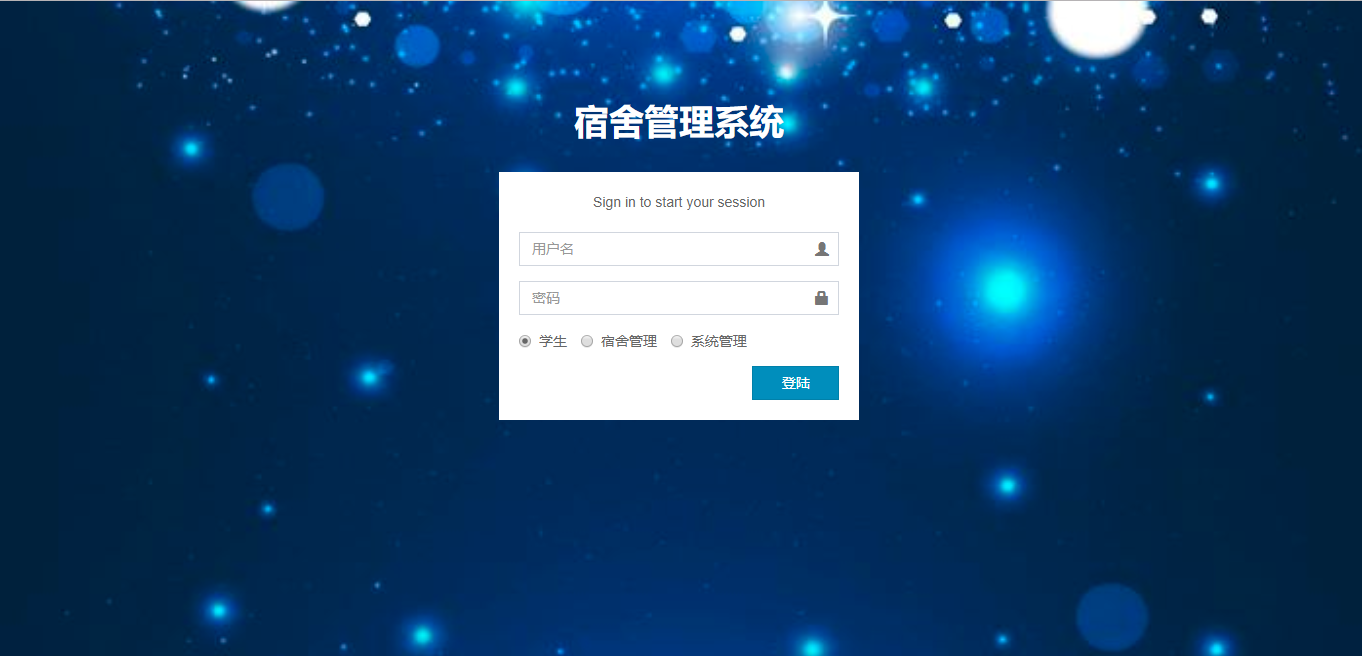 宿舍管理系统
Sign in to start your session
用户名
密码
学生 宿舍管理 系统管理
登陆